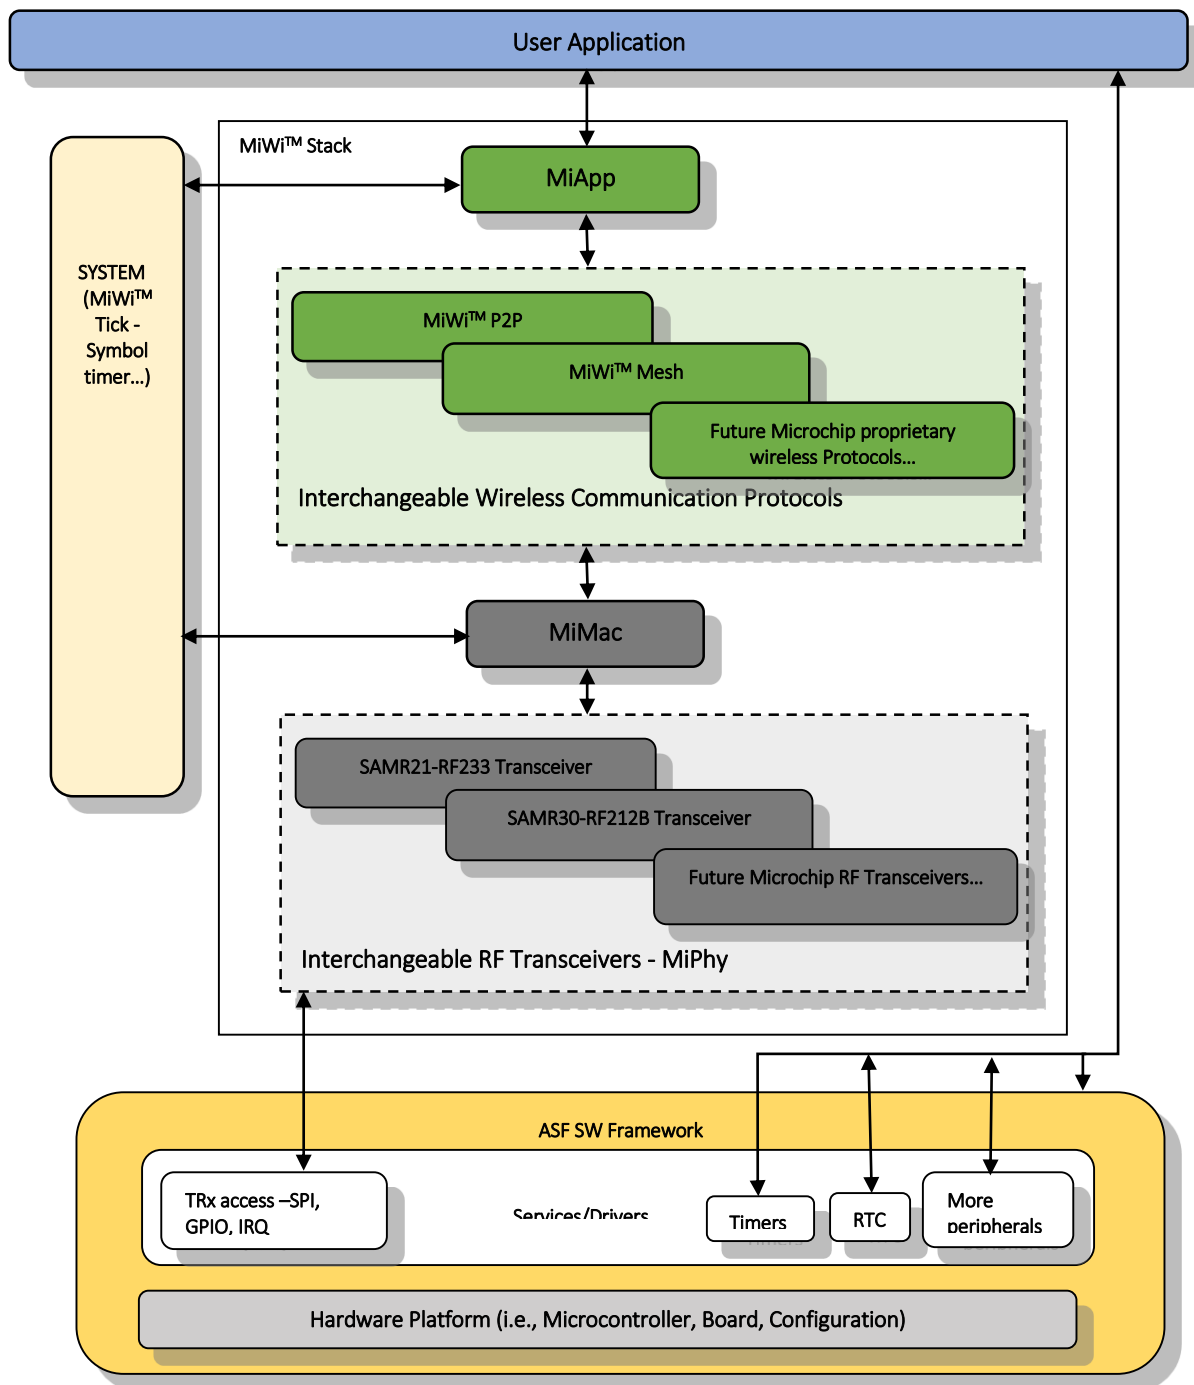 User Application
MiWi™ Stack
MiApp
SYSTEM
(MiWi™
Tick -
Symbol
timer...)
MiWi™ P2P
MiWi™ Mesh
Future Microchip proprietary
wireless Protocols...
Interchangeable Wireless Communication Protocols
MiMac
SAMR21-RF233 Transceiver
SAMR30-RF212B Transceiver
Future Microchip RF Transceivers...
Interchangeable RF Transceivers - MiPhy
ASF SW Framework
TRx access –SPI,
GPIO, IRQ
Services/Drivers
Timers
RTC
More
peripherals
Hardware Platform (i.e., Microcontroller, Board, Configuration)